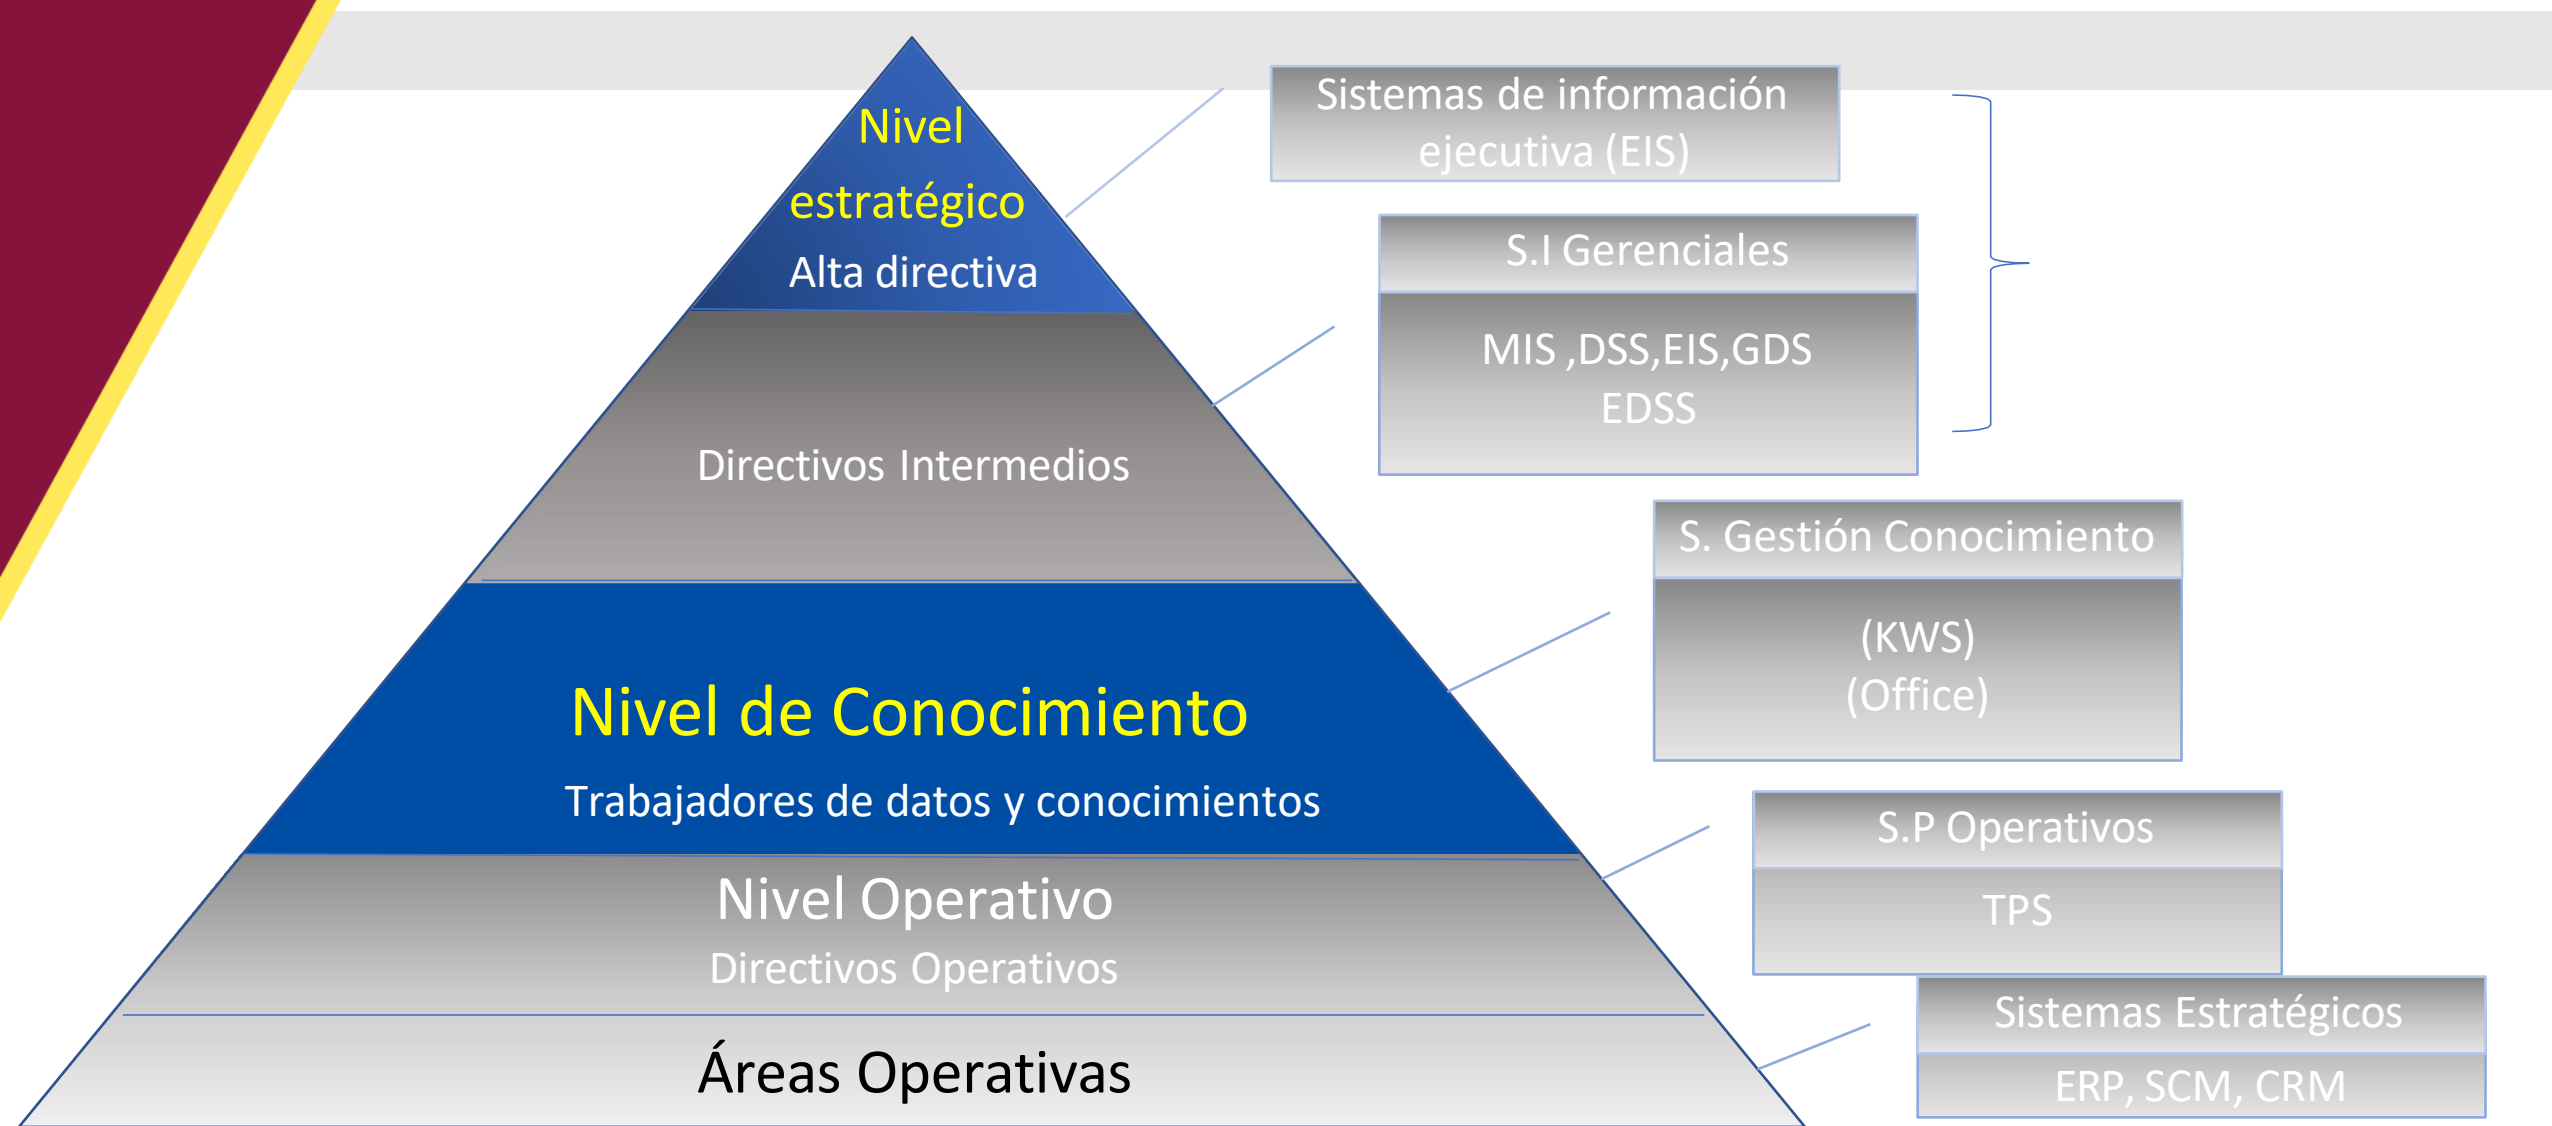 Nivel
estratégico
Alta directiva
Directivos Intermedios
Nivel de Conocimiento
Trabajadores de datos y conocimientos
Nivel Operativo
Directivos Operativos
Áreas Operativas
Sistemas de información
ejecutiva (EIS)
S.I Gerenciales
MIS ,DSS,EIS,GDS
EDSS
S. Gestión Conocimiento
(KWS)
(Office)
S.P Operativos
TPS
Sistemas Estratégicos
ERP, SCM, CRM